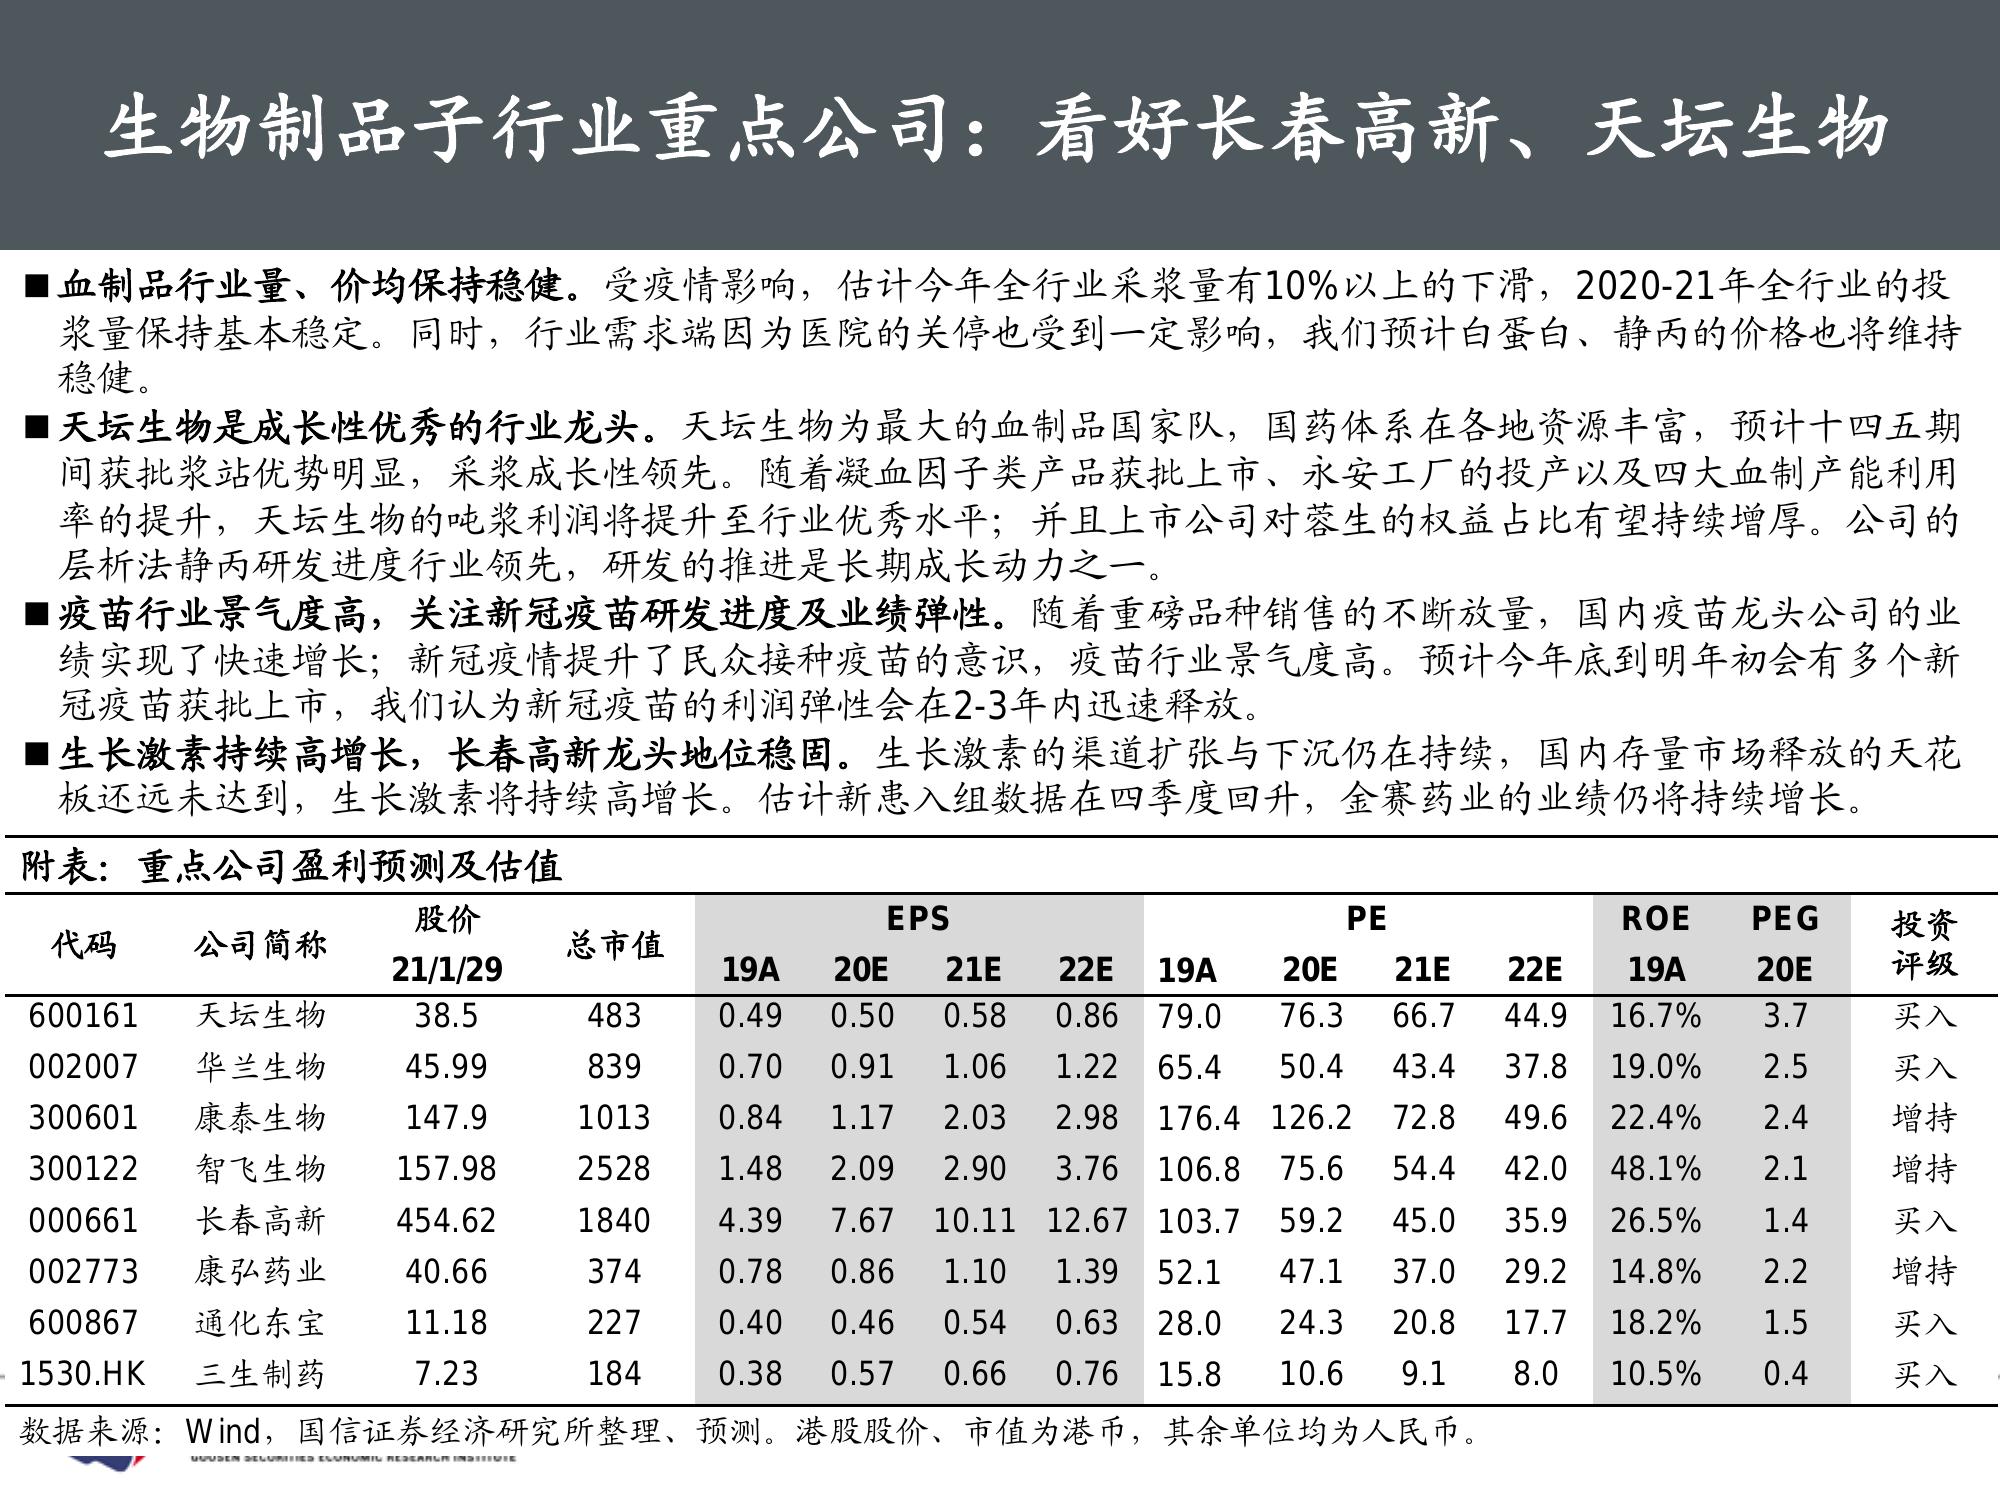 生物制品子行业重点公司：看好长春高新、天坛生物
■血制品行业量、价均保持稳健。受疫情影响，估计今年全行业采浆量有10%以上的下滑，2020-21年全行业的投
浆量保持基本稳定。同时，行业需求端因为医院的关停也受到一定影响，我们预计白蛋白、静丙的价格也将维持
稳健。
■天坛生物是成长性优秀的行业龙头。天坛生物为最大的血制品国家队，国药体系在各地资源丰富，预计十四五期
间获批浆站优势明显，采浆成长性领先。随着凝血因子类产品获批上市、永安工厂的投产以及四大血制产能利用
率的提升，天坛生物的吨浆利润将提升至行业优秀水平；并且上市公司对蓉生的权益占比有望持续增厚。公司的
层析法静丙研发进度行业领先，研发的推进是长期成长动力之一。
■疫苗行业景气度高，关注新冠疫苗研发进度及业绩弹性。随着重磅品种销售的不断放量，国内疫苗龙头公司的业
绩实现了快速增长；新冠疫情提升了民众接种疫苗的意识，疫苗行业景气度高。预计今年底到明年初会有多个新
冠疫苗获批上市，我们认为新冠疫苗的利润弹性会在2-3年内迅速释放。
■生长激素持续高增长，长春高新龙头地位稳固。生长激素的渠道扩张与下沉仍在持续，国内存量市场释放的天花
板还远未达到，生长激素将持续高增长。估计新患入组数据在四季度回升，金赛药业的业绩仍将持续增长。
附表：重点公司盈利预测及估值
代码 公司简称 股价 总市值 EPS PE ROE PEG 投资评级
21/1/29 19A 20E 21E 22E 19A 20E 21E 22E 19A 20E
600161 天坛生物 38.5 483 0.49 0.50 0.58 0.86 79.0 76.3 66.7 44.9 16.7% 3.7 买入
002007 华兰生物 45.99 839 0.70 0.91 1.06 1.22 65.4 50.4 43.4 37.8 19.0% 2.5 买入
300601 康泰生物 147.9 1013 0.84 1.17 2.03 2.98 176.4 126.2 72.8 49.6 22.4% 2.4 增持
300122 智飞生物 157.98 2528 1.48 2.09 2.90 3.76 106.8 75.6 54.4 42.0 48.1% 2.1 增持
000661 长春高新 454.62 1840 4.39 7.67 10.11 12.67 103.7 59.2 45.0 35.9 26.5% 1.4 买入
002773 康弘药业 40.66 374 0.78 0.86 1.10 1.39 52.1 47.1 37.0 29.2 14.8% 2.2 增持
600867 通化东宝 11.18 227 0.40 0.46 0.54 0.63 28.0 24.3 20.8 17.7 18.2% 1.5 买入
1530.HK 三生制药 7.23 184 0.38 0.57 0.66 0.76 15.8 10.6 9.1 8.0 10.5% 0.4 买入
数据来源：Wind，国信证券经济研究所整理、预测。港股股价、市值为港币，其余单位均为人民币。
GUOSEN SECURITIES ECONOMIC RESEARCH INSTITUTE